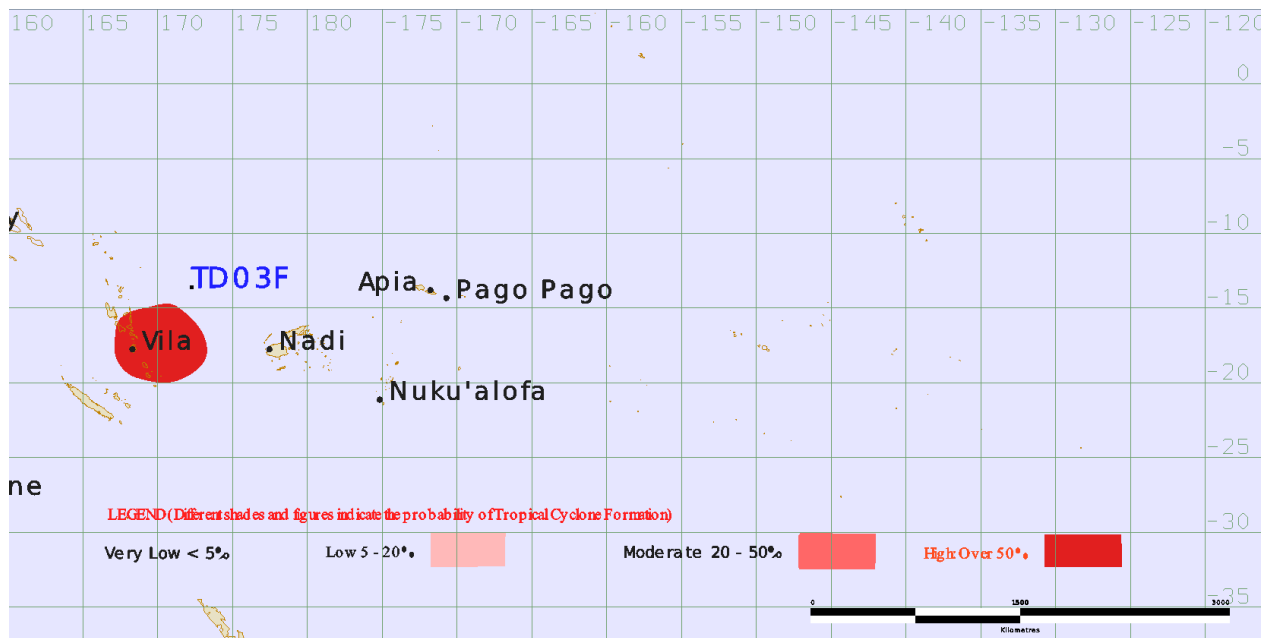 160 165 170 175 180 -175 -170 -165 -155 -150 -145 -140 -135 -130 -125 -120
0
-5
y
-10
TD03F
Apia Pago Pago
-15
Vila Nadi
-20
Nuku'alofa
-25
ne
LEGEND(Different shades and figures indicate the probability of Tropical Cyclone Formation)
-30
Very Low < 5% Low 5 - 20% Moderate 20 - 50% High Over 50%
-35
0 1500 3000
Kilometres